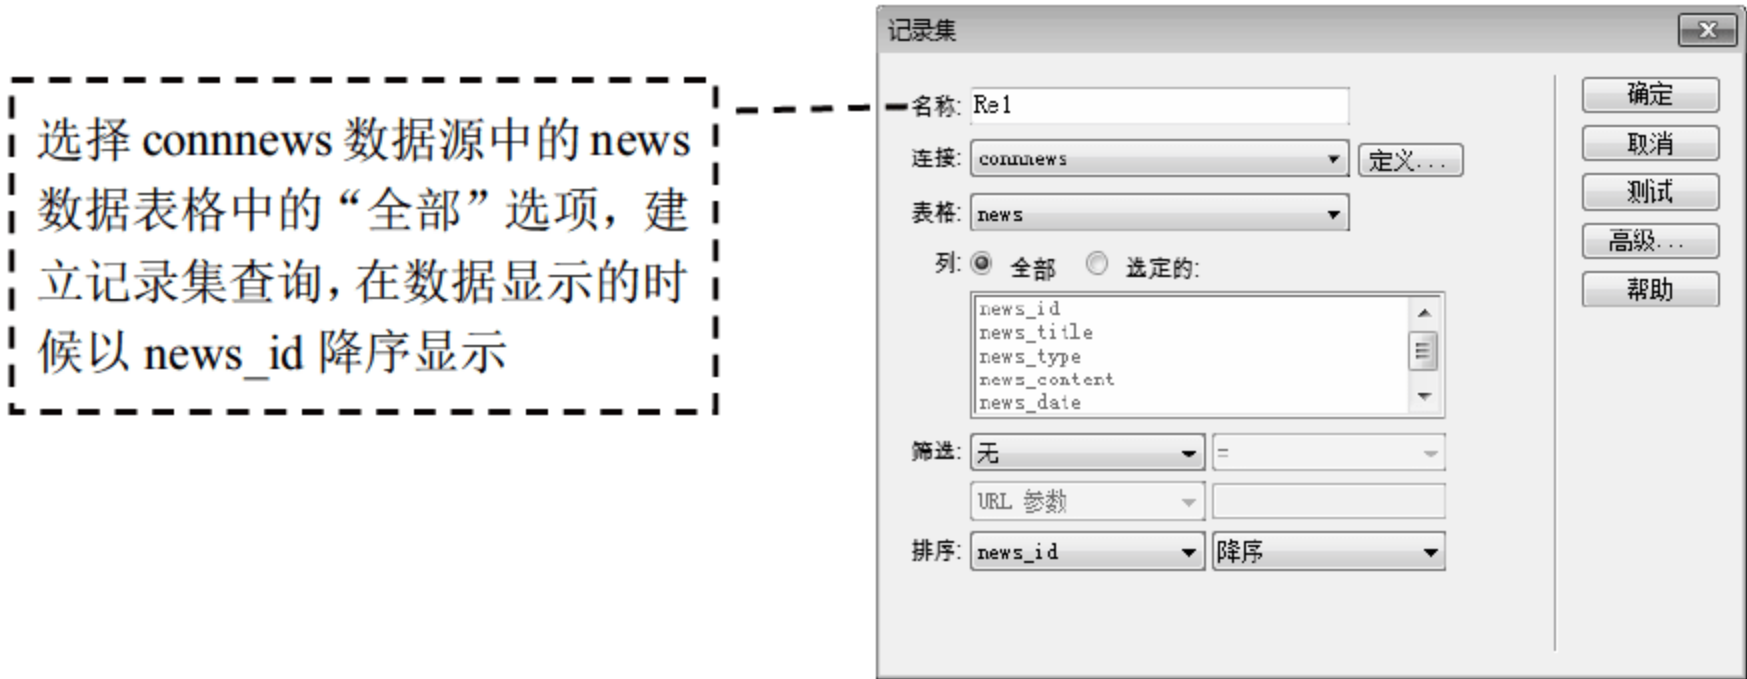 选择 connnews 数据源中的 news
数据表格中的“全部”选项，建
立记录集查询，在数据显示的时
候以 news_id 降序显示
记录集
名称: Re1
连接: connnews 定义...
表格: news
列: 全部 选定的:
news_id
news_title
news_type
news_content
news_date
筛选: 无 =
URL 参数
排序: news_id 降序
确定
取消
测试
高级...
帮助